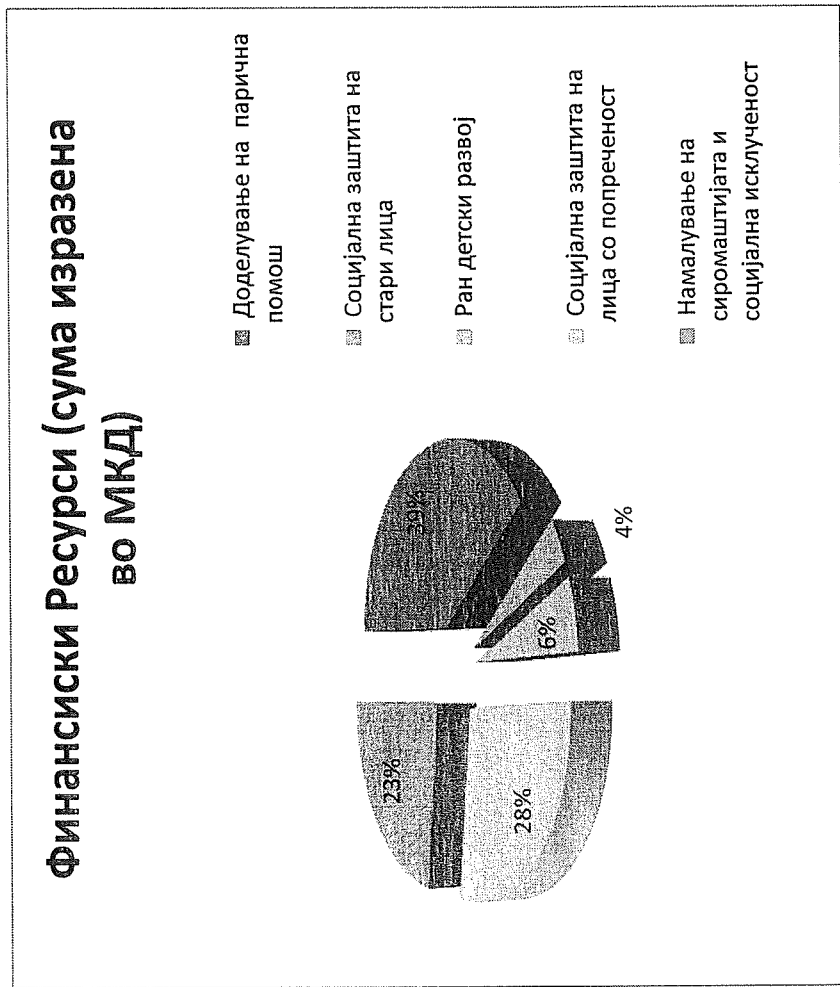 Финансиски Ресурси (сума изразена
во МКД)
39%
4%
6%
28%
23%
Доделување на парична
помош
Социјална заштита на
стари лица
Ран детски развој
Социјална заштита на
лица со попреченост
Намалување на
сиромаштијата и
социјална исклученост